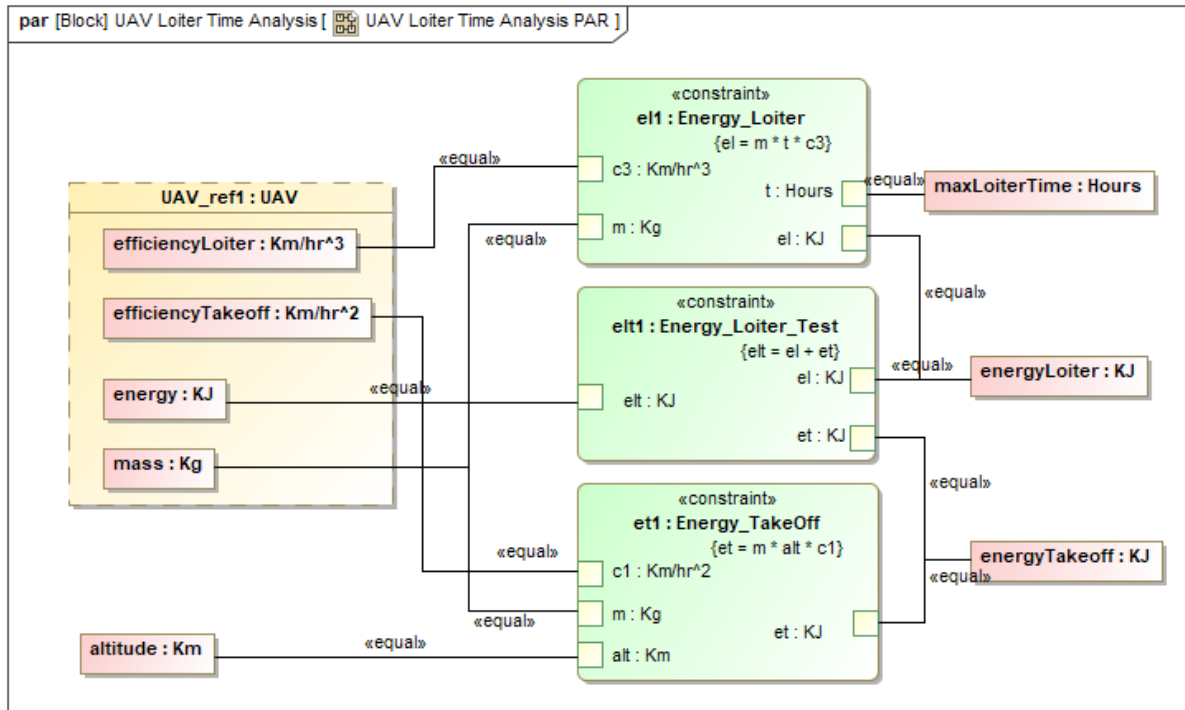 par [Block] UAV Loiter Time Analysis [ UAV Loiter Time Analysis PAR ]
«constraint»
el1 : Energy_Loiter
{el = m * t * c3}
«equal»
c3 : Km/hr^3
t : Hours
«equal»
maxLoiterTime : Hours
UAV_ref1 : UAV
efficiencyLoiter : Km/hr^3
«equal»
m : Kg
el : KJ
«equal»
efficiencyTakeoff : Km/hr^2
«constraint»
elt1 : Energy_Loiter_Test
{elt = el + et}
el : KJ
«equal»
energyLoiter : KJ
energy : KJ
«equal»
elt : KJ
et : KJ
mass : Kg
«equal»
«constraint»
et1 : Energy_TakeOff
{et = m * alt * c1}
«equal»
c1 : Km/hr^2
energyTakeoff : KJ
«equal»
m : Kg
«equal»
et : KJ
altitude : Km
«equal»
alt : Km